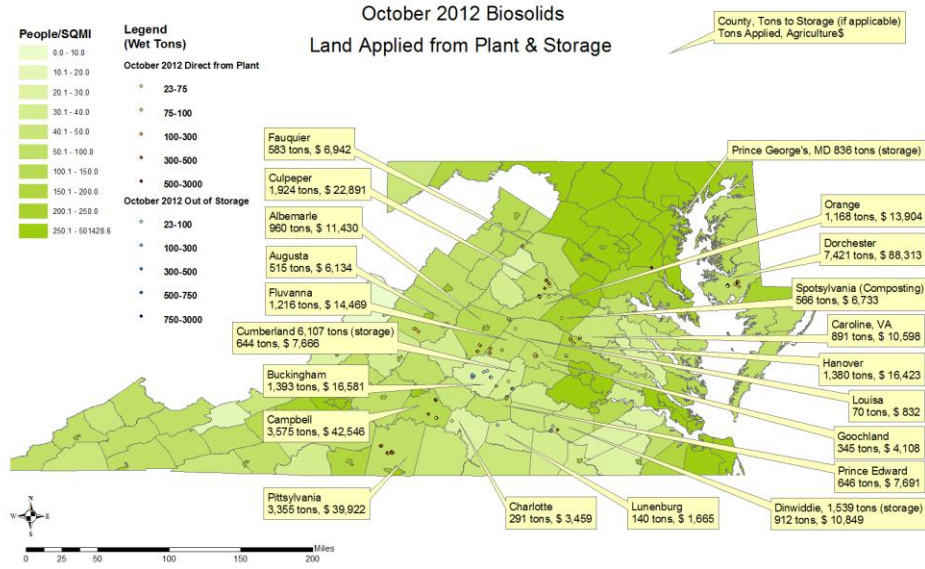 October 2012 Biosolids
Land Applied from Plant & Storage
County, Tons to Storage (if applicable)
Tons Applied, Agriculture$
People/SQMI
0.0 - 10.0
10.1 - 20.0
20.1 - 30.0
30.1 - 40.0
40.1 - 50.0
50.1 - 100.0
100.1 - 150.0
150.1 - 200.0
200.1 - 250.0
250.1 - 501428.6
Legend
(Wet Tons)
October 2012 Direct from Plant
23-75
75-100
100-300
300-500
500-3000
October 2012 Out of Storage
23-100
100-300
300-500
500-750
750-3000
Fauquier
583 tons, $ 6,942
Culpeper
1,924 tons, $ 22,891
Albemarle
960 tons, $ 11,430
Augusta
515 tons, $ 6,134
Fluvanna
1,216 tons, $ 14,469
Cumberland 6,107 tons (storage)
644 tons, $ 7,666
Buckingham
1,393 tons, $ 16,581
Campbell
3,575 tons, $ 42,546
Pittsylvania
3,355 tons, $ 39,922
Charlotte
291 tons, $ 3,459
Lunenburg
140 tons, $ 1,665
Prince George's, MD 836 tons (storage)
Orange
1,168 tons, $ 13,904
Dorchester
7,421 tons, $ 88,313
Spotsylvania (Composting)
566 tons, $ 6,733
Caroline, VA
891 tons, $ 10,598
Hanover
1,380 tons, $ 16,423
Louisa
70 tons, $ 832
Goochland
345 tons, $ 4,108
Prince Edward
646 tons, $ 7,691
Dinwiddie, 1,539 tons (storage)
912 tons, $ 10,849
N
W E
S
Miles
0 25 50 100 150 200